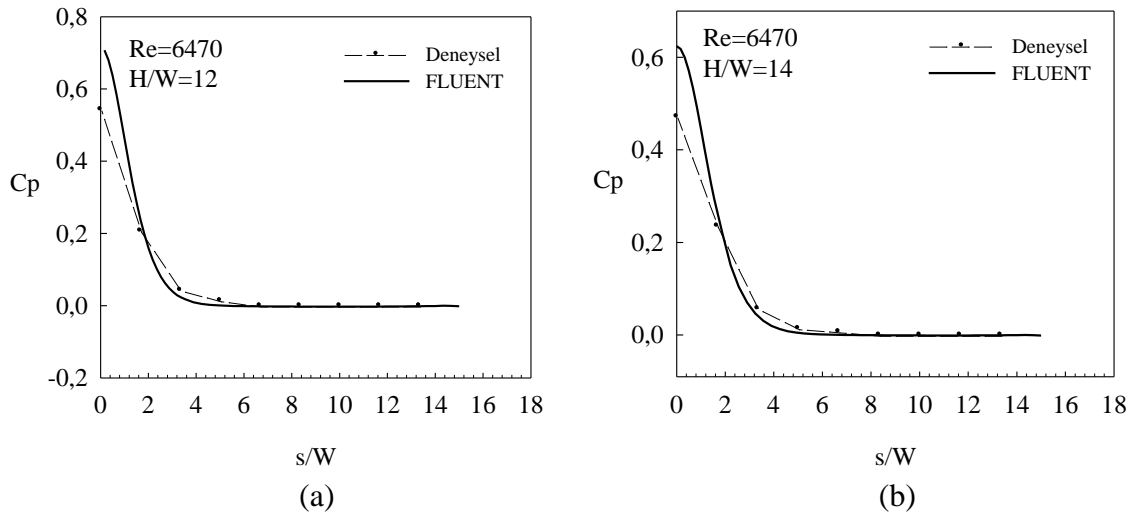 Re=6470
H/W=12
Deneysel
FLUENT
0,8
0,6
0,4
0,2
0,0
-0,2
Cp
0 2 4 6 8 10 12 14 16 18
s/W
(a)
Re=6470
H/W=14
Deneysel
FLUENT
0,6
0,4
0,2
0,0
Cp
0 2 4 6 8 10 12 14 16 18
s/W
(b)